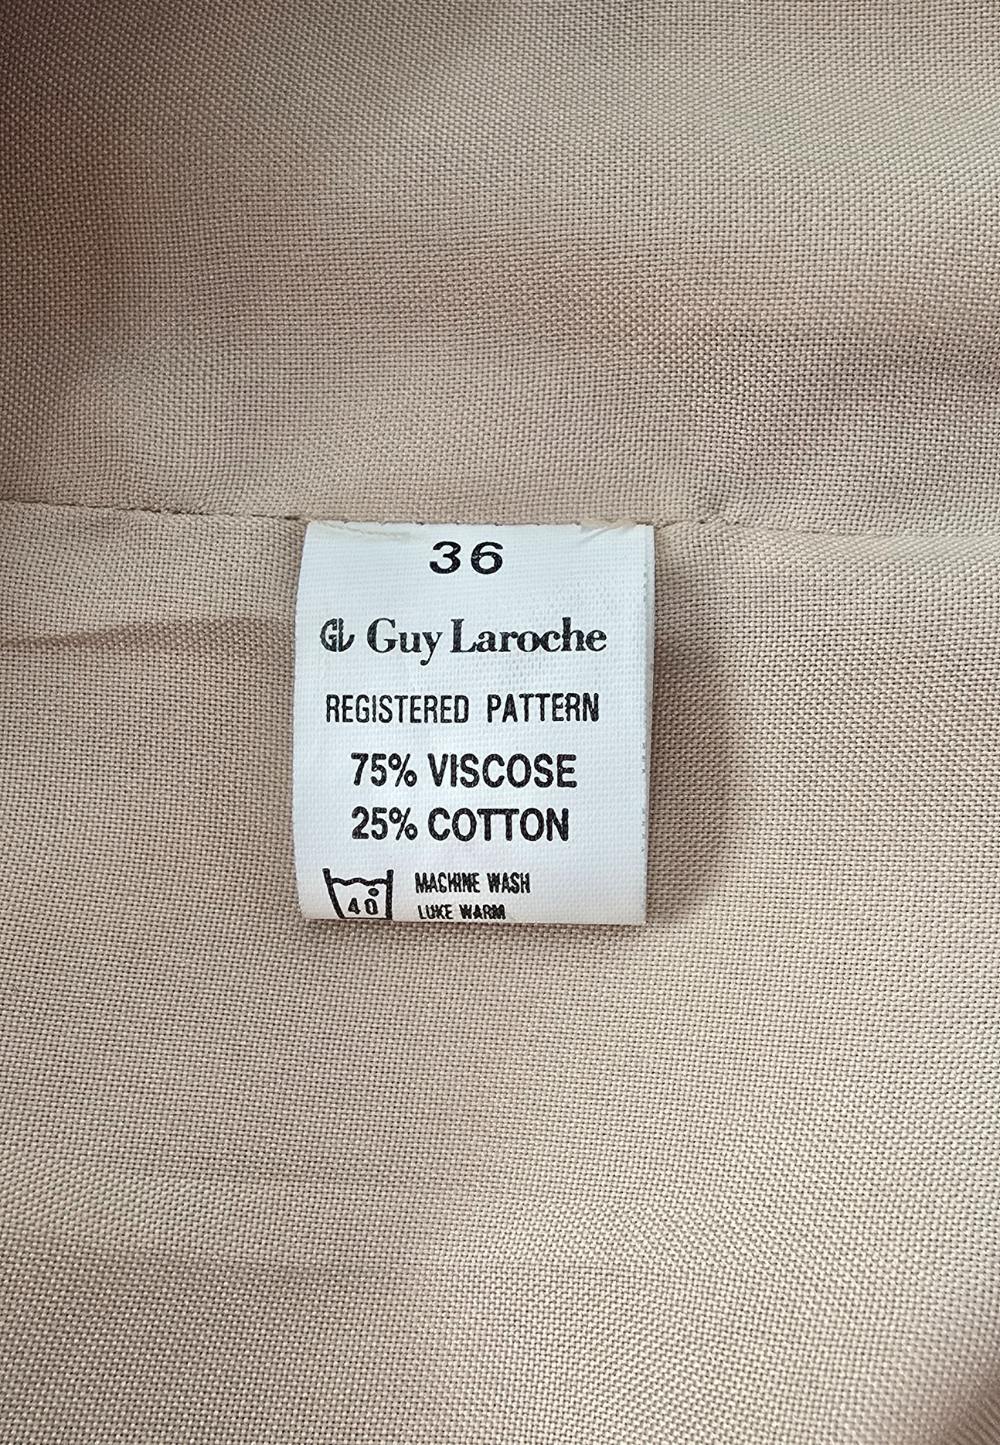 36
GL Guy Laroche
REGISTERED PATTERN
75% VISCOSE
25% COTTON
MACHINE WASH
40° LUKE WARM